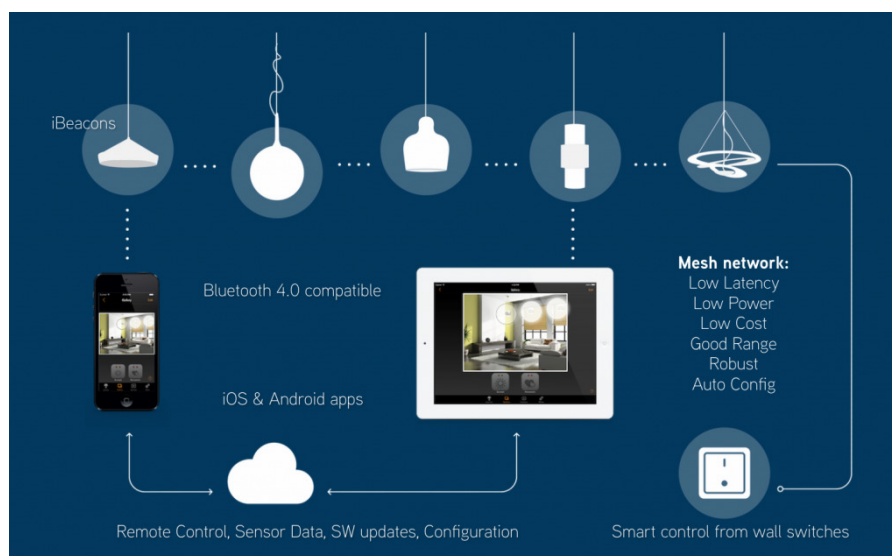 iBeacons
Bluetooth 4.0 compatible
Mesh network:
Low Latency
Low Power
Low Cost
Good Range
Robust
Auto Config
iOS & Android apps
Remote Control, Sensor Data, SW updates, Configuration
Smart control from wall switches